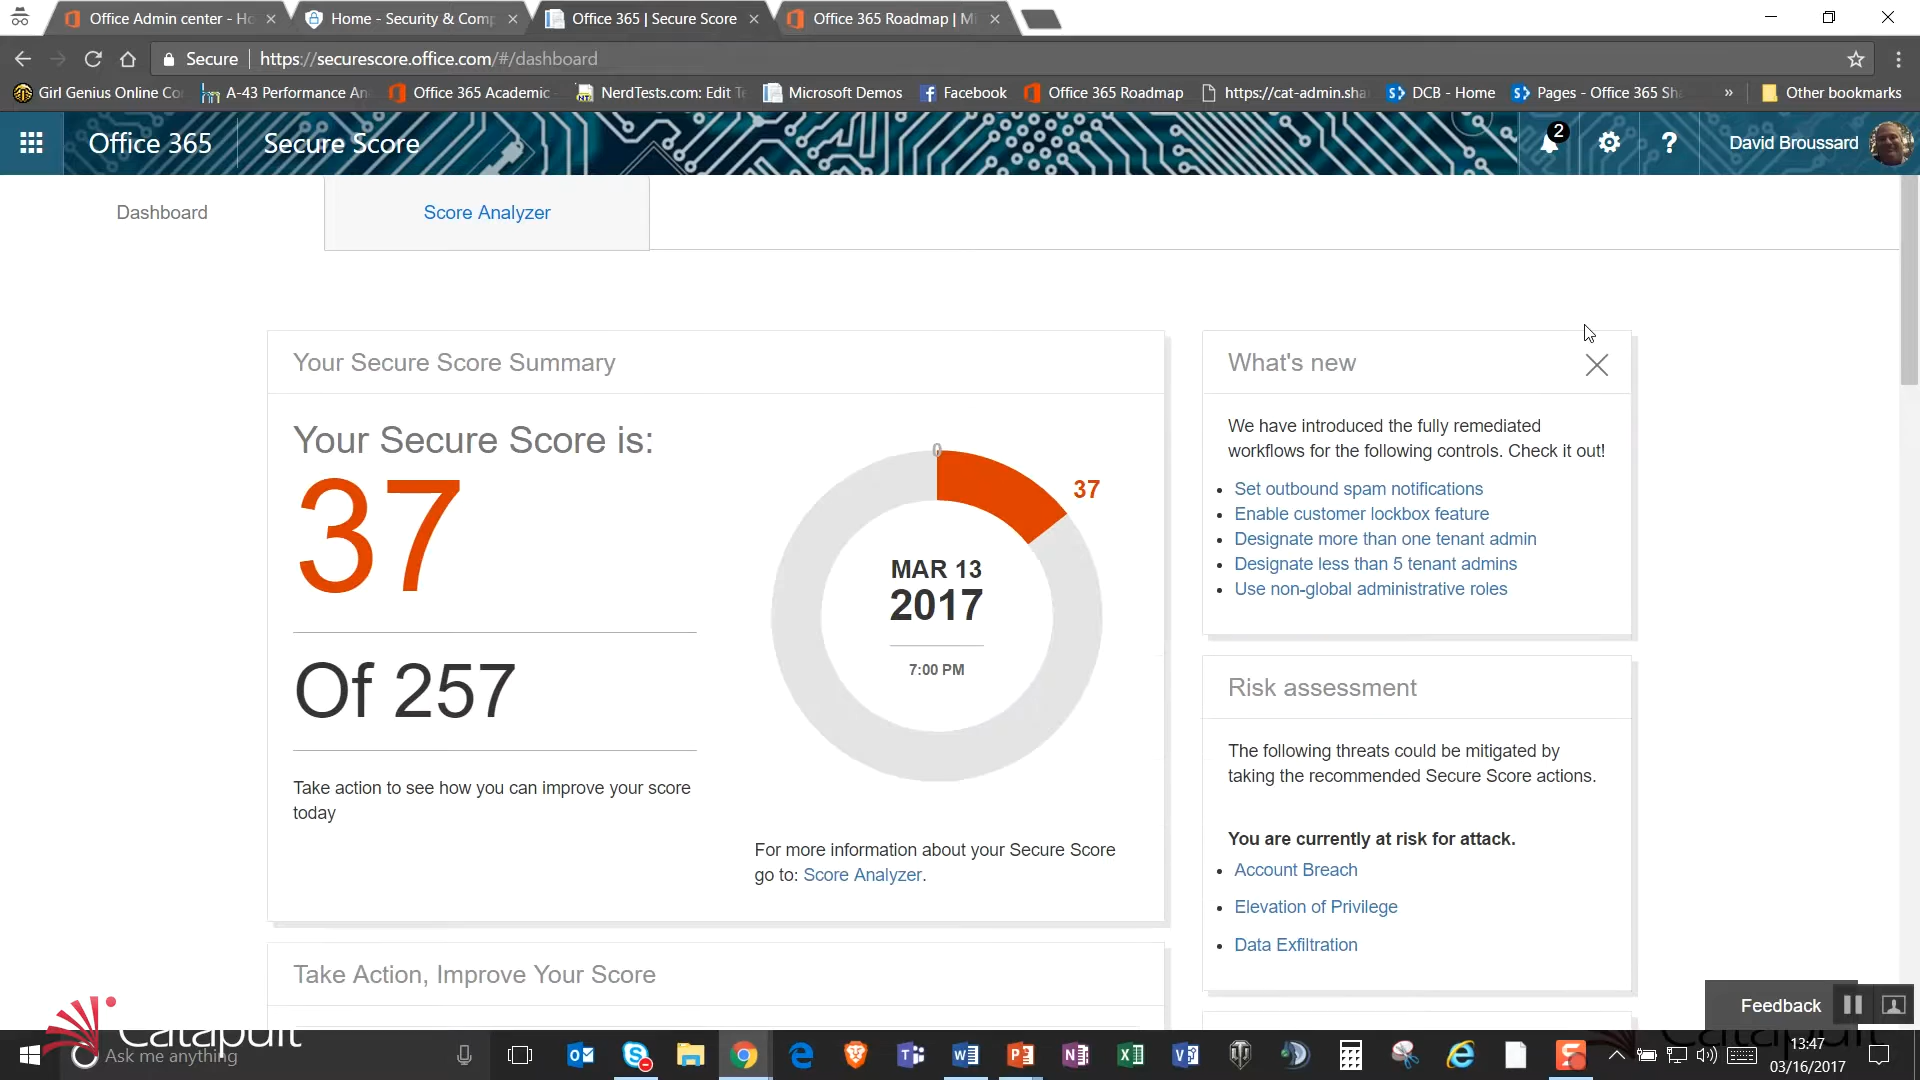 Office Admin center - Ho
Home - Security & Comp
Office 365 | Secure Score
Office 365 Roadmap | Mi
Secure
https://securescore.office.com/#/dashboard
Girl Genius Online Co
A-43 Performance An
Office 365 Academic
NerdTests.com: Edit Te
Microsoft Demos
Facebook
Office 365 Roadmap
https://cat-admin.sha
DCB - Home
Pages - Office 365 Sha
»
Other bookmarks
Office 365
Secure Score
2
?
David Broussard
Dashboard
Score Analyzer
Your Secure Score Summary
Your Secure Score is:
37
Of 257
Take action to see how you can improve your score
today
0
37
MAR 13
2017
7:00 PM
For more information about your Secure Score
go to: Score Analyzer.
What's new
We have introduced the fully remediated
workflows for the following controls. Check it out!
Set outbound spam notifications
Enable customer lockbox feature
Designate more than one tenant admin
Designate less than 5 tenant admins
Use non-global administrative roles
Risk assessment
The following threats could be mitigated by
taking the recommended Secure Score actions.
You are currently at risk for attack.
Account Breach
Elevation of Privilege
Data Exfiltration
Take Action, Improve Your Score
Feedback
Catapult
Ask me anything
13:47
03/16/2017